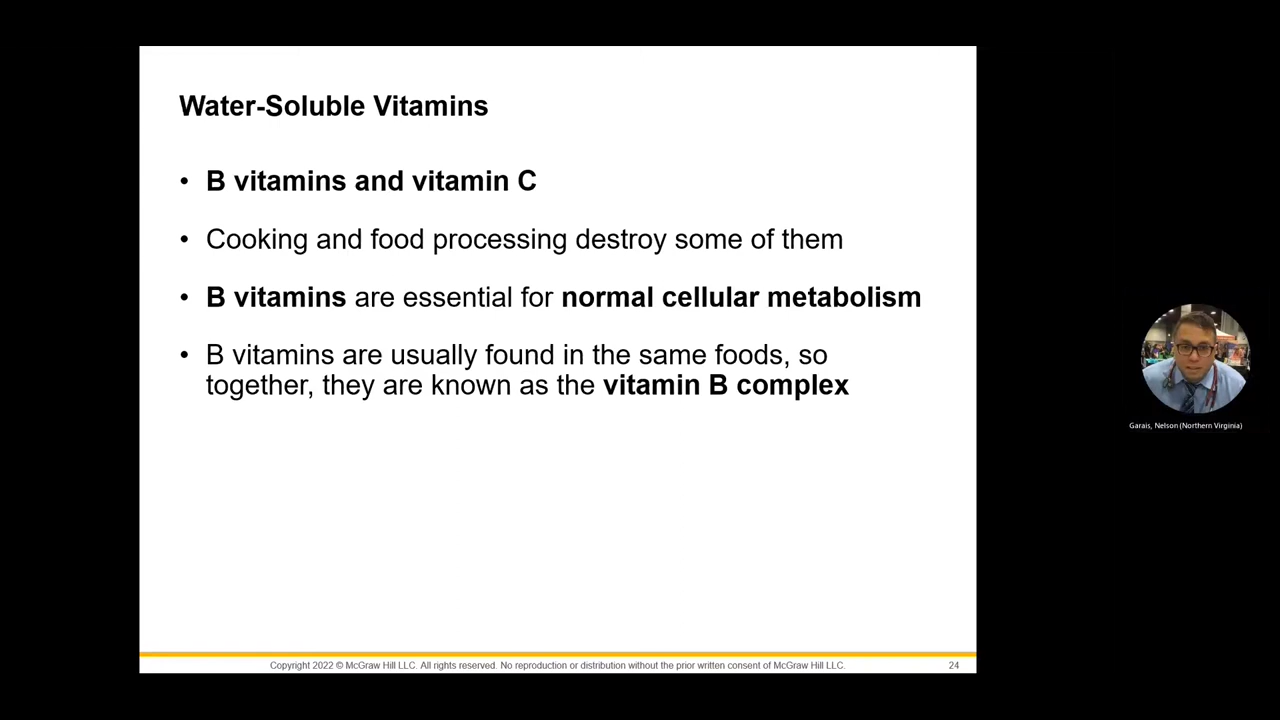 Water-Soluble Vitamins
• B vitamins and vitamin C
• Cooking and food processing destroy some of them
• B vitamins are essential for normal cellular metabolism
• B vitamins are usually found in the same foods, so
together, they are known as the vitamin B complex
Garais, Nelson (Northern Virginia)
Copyright 2022 © McGraw Hill LLC. All rights reserved. No reproduction or distribution without the prior written consent of McGraw Hill LLC.
24